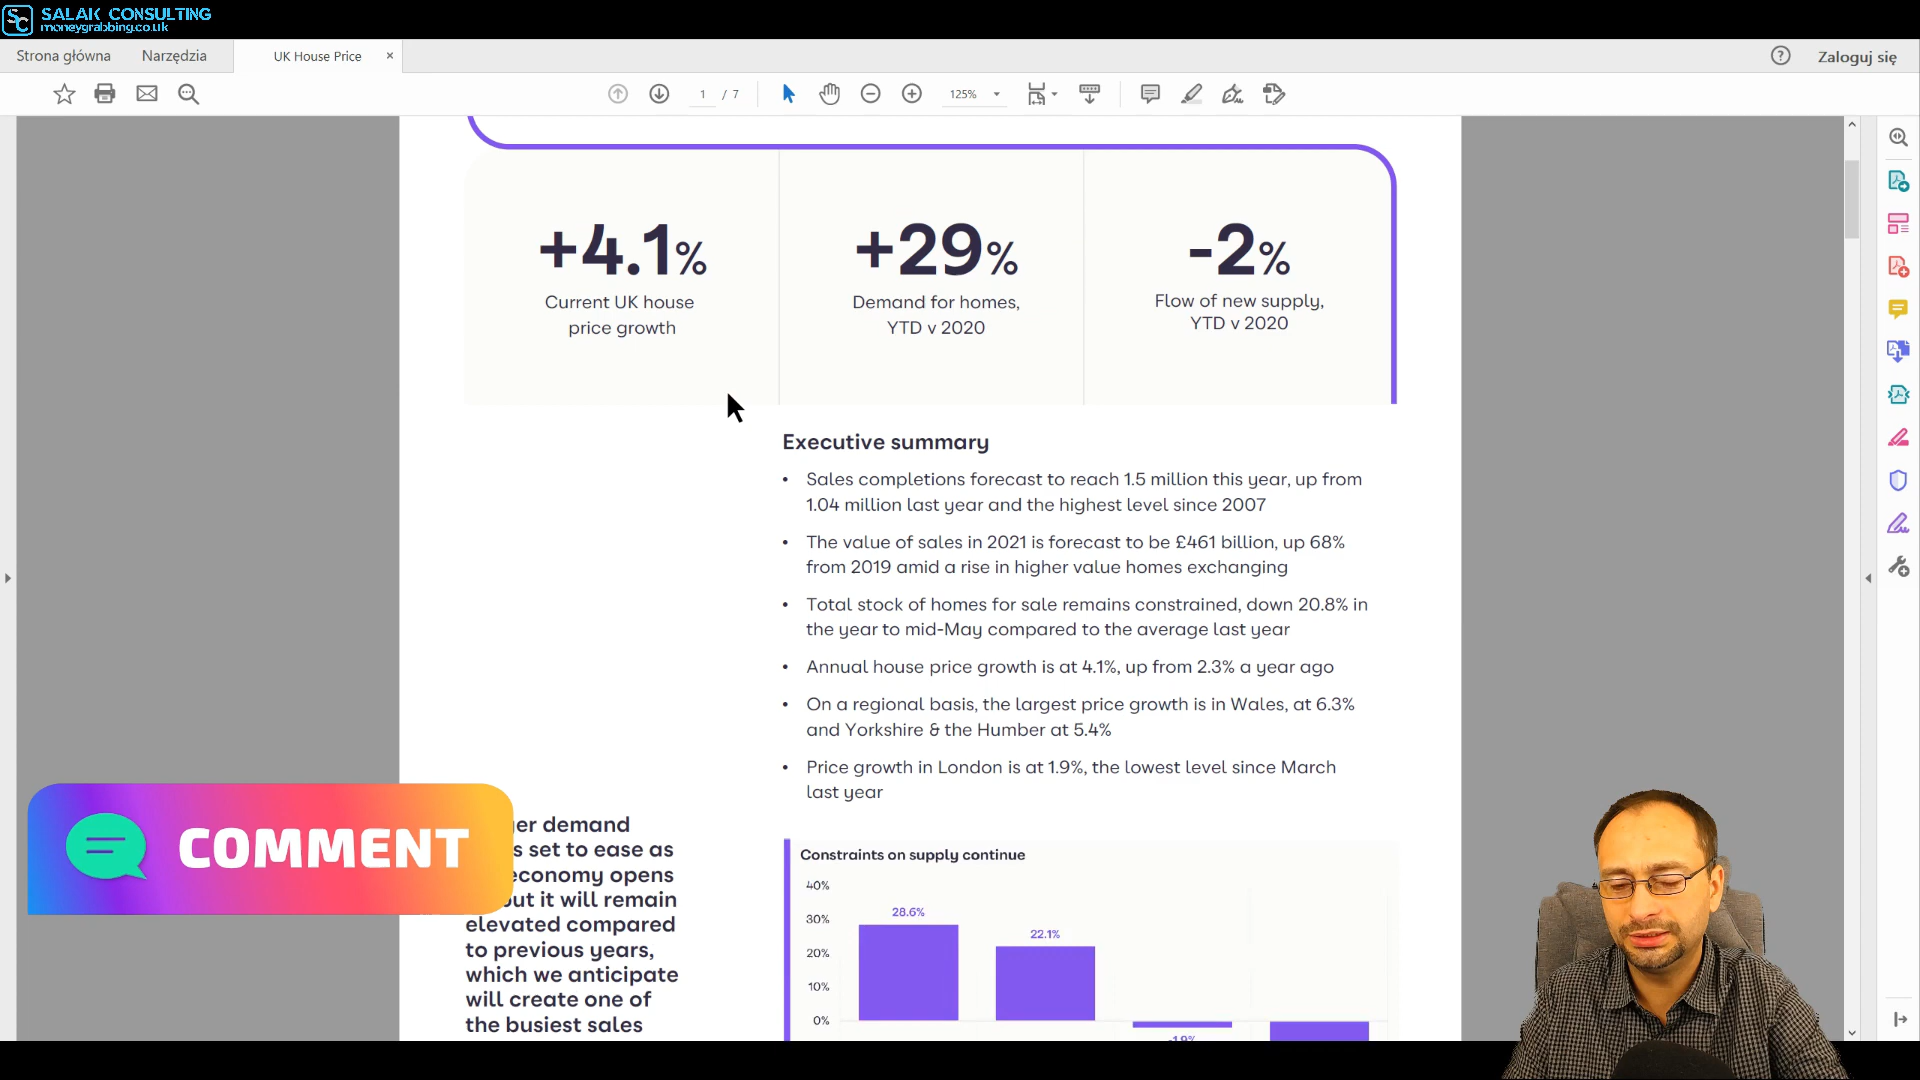 SALAK CONSULTING
moneygrabbing.co.uk
Strona główna
Narzędzia
UK House Price
Zaloguj się
1 / 7
125%
+4.1%
Current UK house
price growth
+29%
Demand for homes,
YTD v 2020
-2%
Flow of new supply,
YTD v 2020
Executive summary
• Sales completions forecast to reach 1.5 million this year, up from
1.04 million last year and the highest level since 2007
• The value of sales in 2021 is forecast to be £461 billion, up 68%
from 2019 amid a rise in higher value homes exchanging
• Total stock of homes for sale remains constrained, down 20.8% in
the year to mid-May compared to the average last year
• Annual house price growth is at 4.1%, up from 2.3% a year ago
• On a regional basis, the largest price growth is in Wales, at 6.3%
and Yorkshire & the Humber at 5.4%
• Price growth in London is at 1.9%, the lowest level since March
last year
COMMENT
demand
set to ease as
economy opens
it will remain
elevated compared
to previous years,
which we anticipate
will create one of
the busiest sales
Constraints on supply continue
40%
30%
20%
10%
0%
28.6%
22.1%
-1.9%